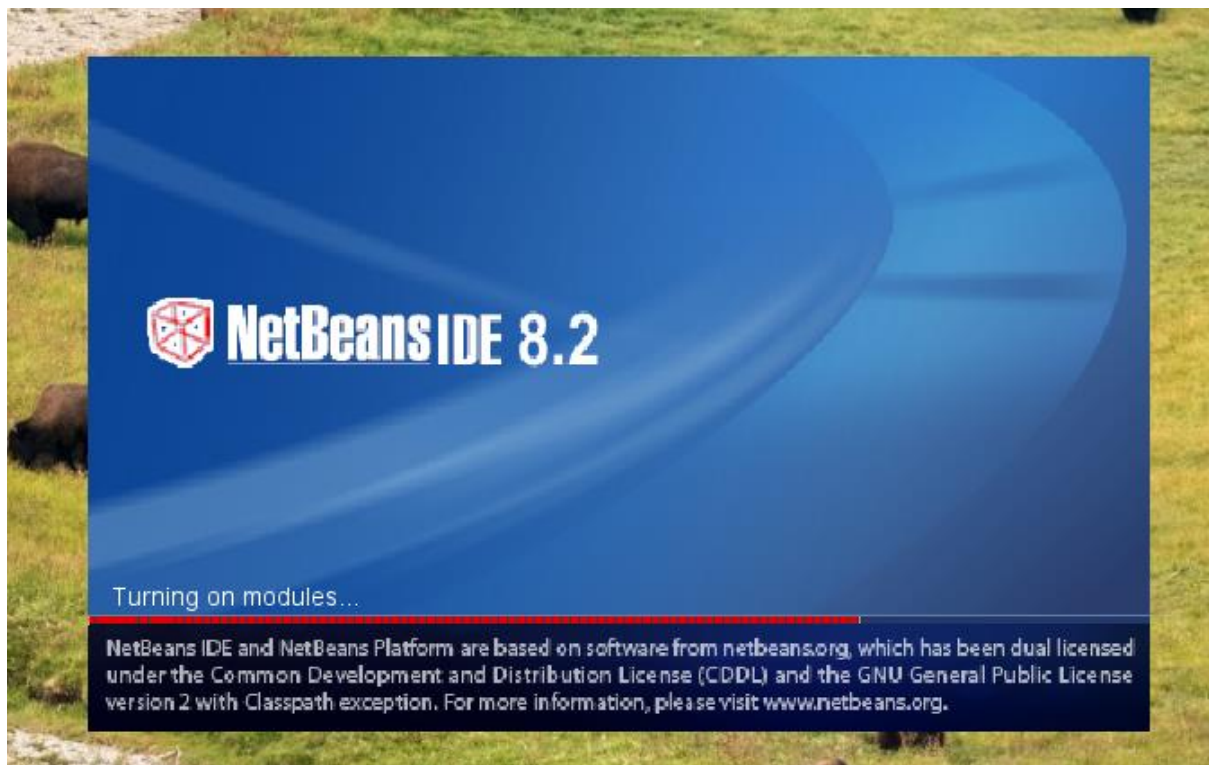 NetBeans IDE 8.2
Turning on modules...
NetBeans IDE and NetBeans Platform are based on software from netbeans.org, which has been dual licensed
under the Common Development and Distribution License (CDDL) and the GNU General Public License
version 2 with Classpath exception. For more information, please visit www.netbeans.org.